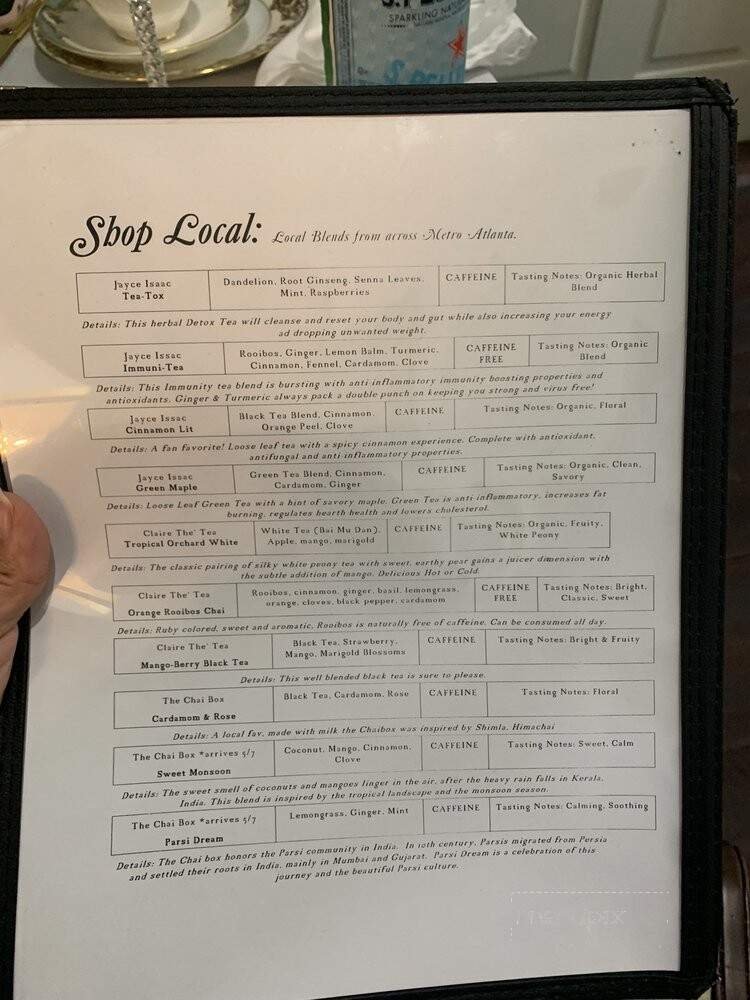 SPARKLING NATU
S.PELL
Shop Local: Local Blends from across Metro Atlanta.
Jayce Isaac Dandelion, Root Ginseng, Senna Leaves, CAFFEINE Tasting Notes: Organic Herbal
Tea-Tox Mint, Raspberries Blend
Details: This herbal Detox Tea will cleanse and reset your body and gut while also increasing your energy
ad dropping unwanted weight.
Jayce Issac Rooibos, Ginger, Lemon Balm, Turmeric, CAFFEINE Tasting Notes: Organic
Immuni-Tea Cinnamon, Fennel, Cardamom, Clove FREE Blend
Details: This Immunity tea blend is bursting with anti inflammatory immunity boosting properties and
antioxidants. Ginger & Turmeric always pack a double punch on keeping you strong and virus free!
Jayce Issac Black Tea Blend, Cinnamon, CAFFEINE Tasting Notes: Organic, Floral
Cinnamon Lit Orange Peel, Clove
Details: A fan favorite! Loose leaf tea with a spicy cinnamon experience. Complete with antioxidant,
antifungal and anti inflammatory properties.
Jayce Issac Green Tea Blend, Cinnamon, CAFFEINE Tasting Notes: Organic, Clean,
Green Maple Cardamom, Ginger Savory
Details: Loose Leaf Green Tea with a hint of savory maple. Green Tea is anti inflammatory, increases fat
burning, regulates hearth health and lowers cholesterol.
Claire The' Tea White Tea (Bai Mu Dan), CAFFEINE Tasting Notes: Organic, Fruity,
Tropical Orchard White Apple, mango, marigold White Peony
Details: The classic pairing of silky white peony tea with sweet, earthy pear gains a juicer dimension with
the subtle addition of mango. Delicious Hot or Cold.
Claire The' Tea Rooibos, cinnamon, ginger, basil, lemongrass, CAFFEINE Tasting Notes: Bright,
Orange Rooibos Chai orange, cloves, black pepper, cardamom FREE Classic, Sweet
Details: Ruby colored, sweet and aromatic, Rooibos is naturally free of caffeine. Can be consumed all day.
Claire The' Tea Black Tea, Strawberry, CAFFEINE Tasting Notes: Bright & Fruity
Mango-Berry Black Tea Mango, Marigold Blossoms
Details: This well blended black tea is sure to please.
The Chai Box Black Tea, Cardamom, Rose CAFFEINE Tasting Notes: Floral
Cardamom & Rose
Details: A local fav, made with milk the Chaibox was inspired by Shimla, Himachai
The Chai Box *arrives 5/7 Coconut, Mango, Cinnamon, CAFFEINE Tasting Notes: Sweet, Calm
Sweet Monsoon Clove
Details: The sweet smell of coconuts and mangoes linger in the air, after the heavy rain falls in Kerala,
India. This blend is inspired by the tropical landscape and the monsoon season.
The Chai Box *arrives 5/7 Lemongrass, Ginger, Mint CAFFEINE Tasting Notes: Calming, Soothing
Parsi Dream
Details: The Chai box honors the Parsi community in India. In 10th century, Parsis migrated from Persia
and settled their roots in India, mainly in Mumbai and Gujarat. Parsi Dream is a celebration of this
journey and the beautiful Parsi culture.